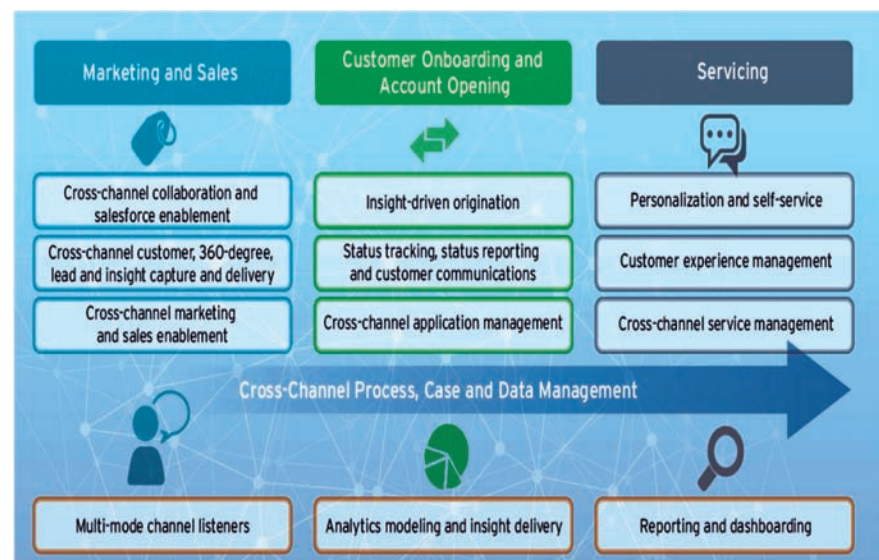 Marketing and Sales
Customer Onboarding and
Account Opening
Servicing
Cross-channel collaboration and
salesforce enablement
Insight-driven origination
Personalization and self-service
Cross-channel customer, 360-degree,
lead and insight capture and delivery
Status tracking, status reporting
and customer communications
Customer experience management
Cross-channel marketing
and sales enablement
Cross-channel application management
Cross-channel service management
Cross-Channel Process, Case and Data Management
Multi-mode channel listeners
Analytics modeling and insight delivery
Reporting and dashboarding